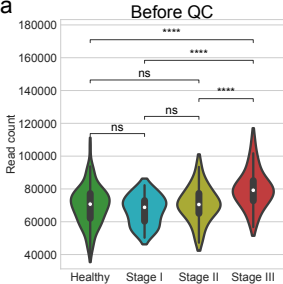 a
Before QC
180000
160000
140000
120000
100000
80000
60000
40000
Read count
****
****
ns
****
ns
ns
Healthy Stage I Stage II Stage III